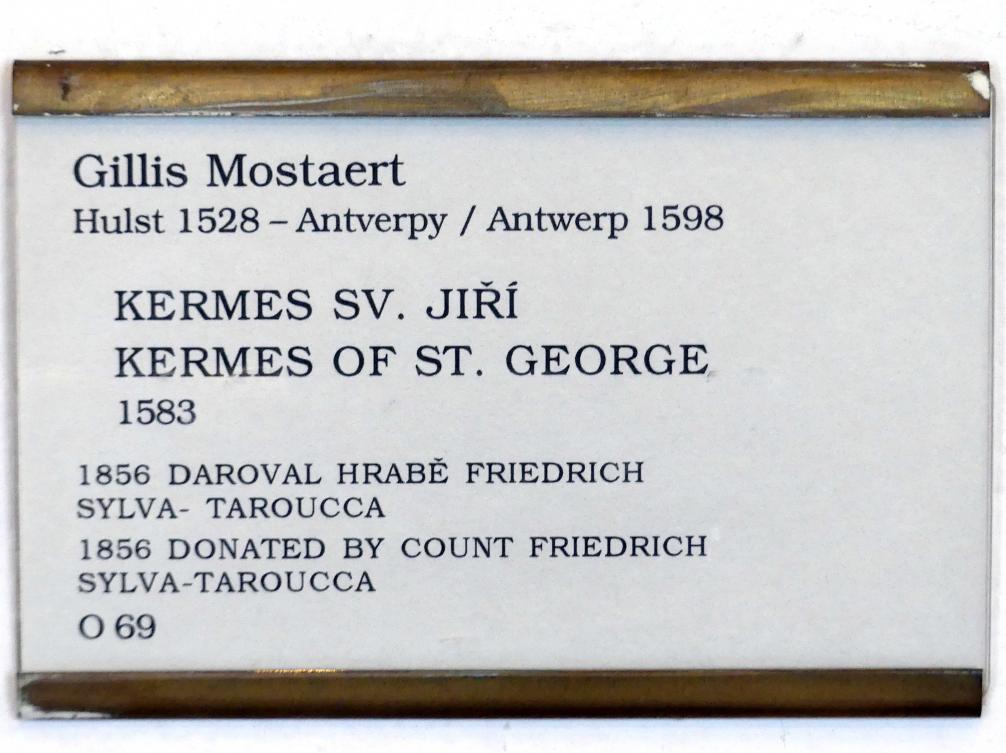 Gillis Mostaert
Hulst 1528 – Antverpy / Antwerp 1598
KERMES SV. JIŘÍ
KERMES OF ST. GEORGE
1583
1856 DAROVAL HRABĚ FRIEDRICH
SYLVA- TAROUCCA
1856 DONATED BY COUNT FRIEDRICH
SYLVA-TAROUCCA
O 69